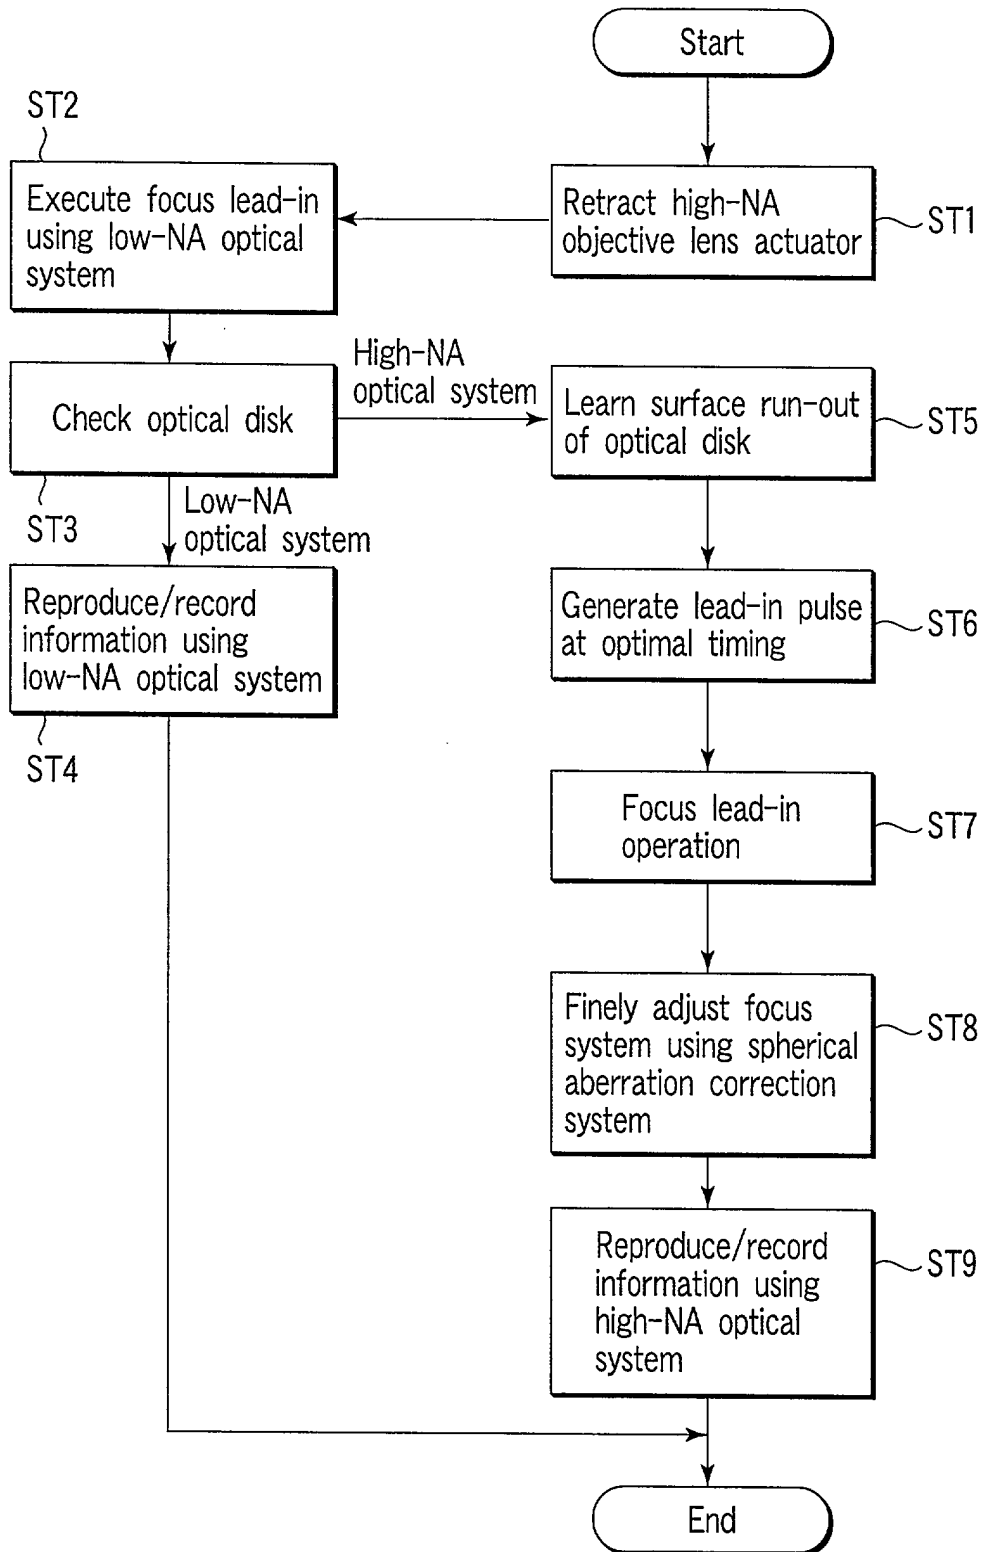 Start
ST1
Retract high-NA
objective lens actuator
ST2
Execute focus lead-in
using low-NA optical
system
Check optical disk
ST3
High-NA
optical system
Low-NA
optical system
Reproduce/record
information using
low-NA optical system
ST4
Learn surface run-out
of optical disk
ST5
Generate lead-in pulse
at optimal timing
ST6
Focus lead-in
operation
ST7
Finely adjust focus
system using spherical
aberration correction
system
ST8
Reproduce/record
information using
high-NA optical
system
ST9
End